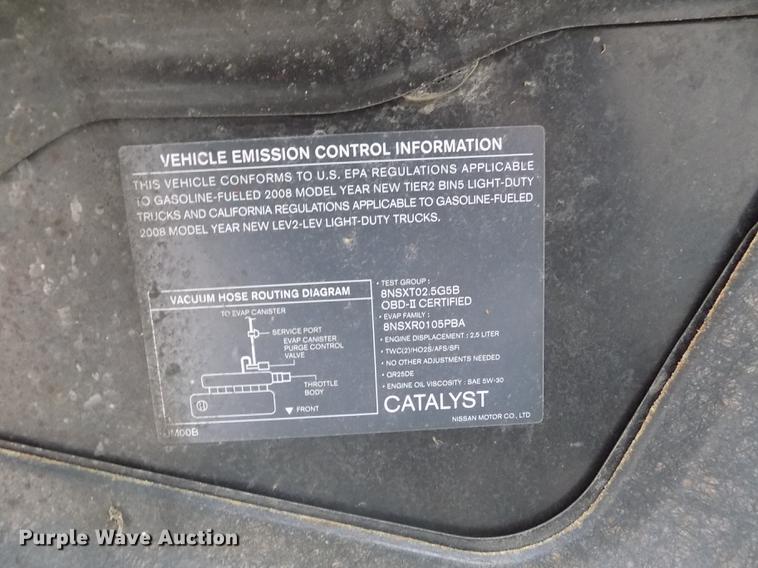 VEHICLE EMISSION CONTROL INFORMATION
THIS VEHICLE CONFORMS TO U.S. EPA REGULATIONS APPLICABLE
TO GASOLINE-FUELED 2008 MODEL YEAR NEW TIER2 BIN5 LIGHT-DUTY
TRUCKS AND CALIFORNIA REGULATIONS APPLICABLE TO GASOLINE-FUELED
2008 MODEL YEAR NEW LEV2-LEV LIGHT-DUTY TRUCKS.
VACUUM HOSE ROUTING DIAGRAM
TO EVAP CANISTER
SERVICE PORT
EVAP CANISTER
PURGE CONTROL
VALVE
THROTTLE
BODY
▼ FRONT
• TEST GROUP :
8NSXT02.5G5B
OBD-II CERTIFIED
• EVAP FAMILY :
8NSXR0105PBA
• ENGINE DISPLACEMENT : 2.5 LITER
• TWC(2)/HO2S/AFS/SFI
• NO OTHER ADJUSTMENTS NEEDED
• QR25DE
• ENGINE OIL VISCOSITY : SAE 5W-30
CATALYST
NISSAN MOTOR CO., LTD
JM00B
Purple Wave Auction
Purple Wave Auction